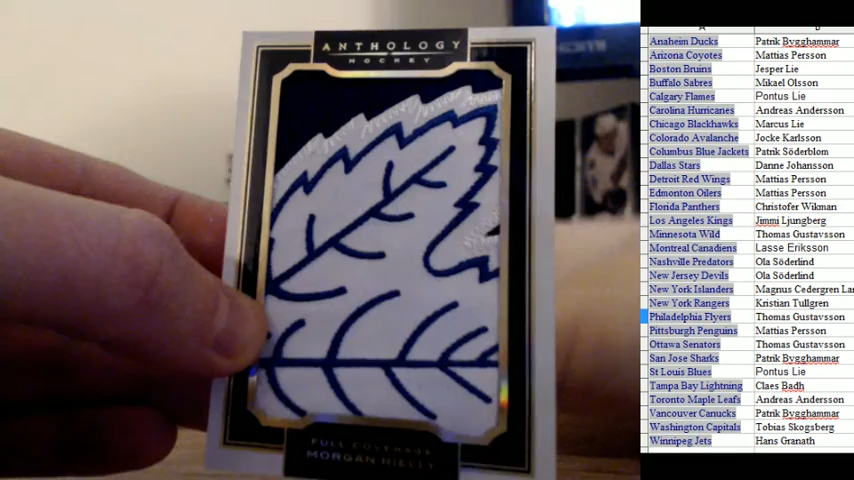 ANTHOLOGY
HOCKEY
FULL COVERAGE
MORGAN RIELLY
Anaheim Ducks Patrik Bygghammar
Arizona Coyotes Mattias Persson
Boston Bruins Jesper Lie
Buffalo Sabres Mikael Olsson
Calgary Flames Pontus Lie
Carolina Hurricanes Andreas Andersson
Chicago Blackhawks Marcus Lie
Colorado Avalanche Jocke Karlsson
Columbus Blue Jackets Patrik Söderblom
Dallas Stars Danne Johansson
Detroit Red Wings Mattias Persson
Edmonton Oilers Mattias Persson
Florida Panthers Christofer Wikman
Los Angeles Kings Jimmi Ljungberg
Minnesota Wild Thomas Gustavsson
Montreal Canadiens Lasse Eriksson
Nashville Predators Ola Söderlind
New Jersey Devils Ola Söderlind
New York Islanders Magnus Cedergren Lar
New York Rangers Kristian Tullgren
Philadelphia Flyers Thomas Gustavsson
Pittsburgh Penguins Mattias Persson
Ottawa Senators Thomas Gustavsson
San Jose Sharks Patrik Bygghammar
St Louis Blues Pontus Lie
Tampa Bay Lightning Claes Badh
Toronto Maple Leafs Andreas Andersson
Vancouver Canucks Patrik Bygghammar
Washington Capitals Tobias Skogsberg
Winnipeg Jets Hans Granath